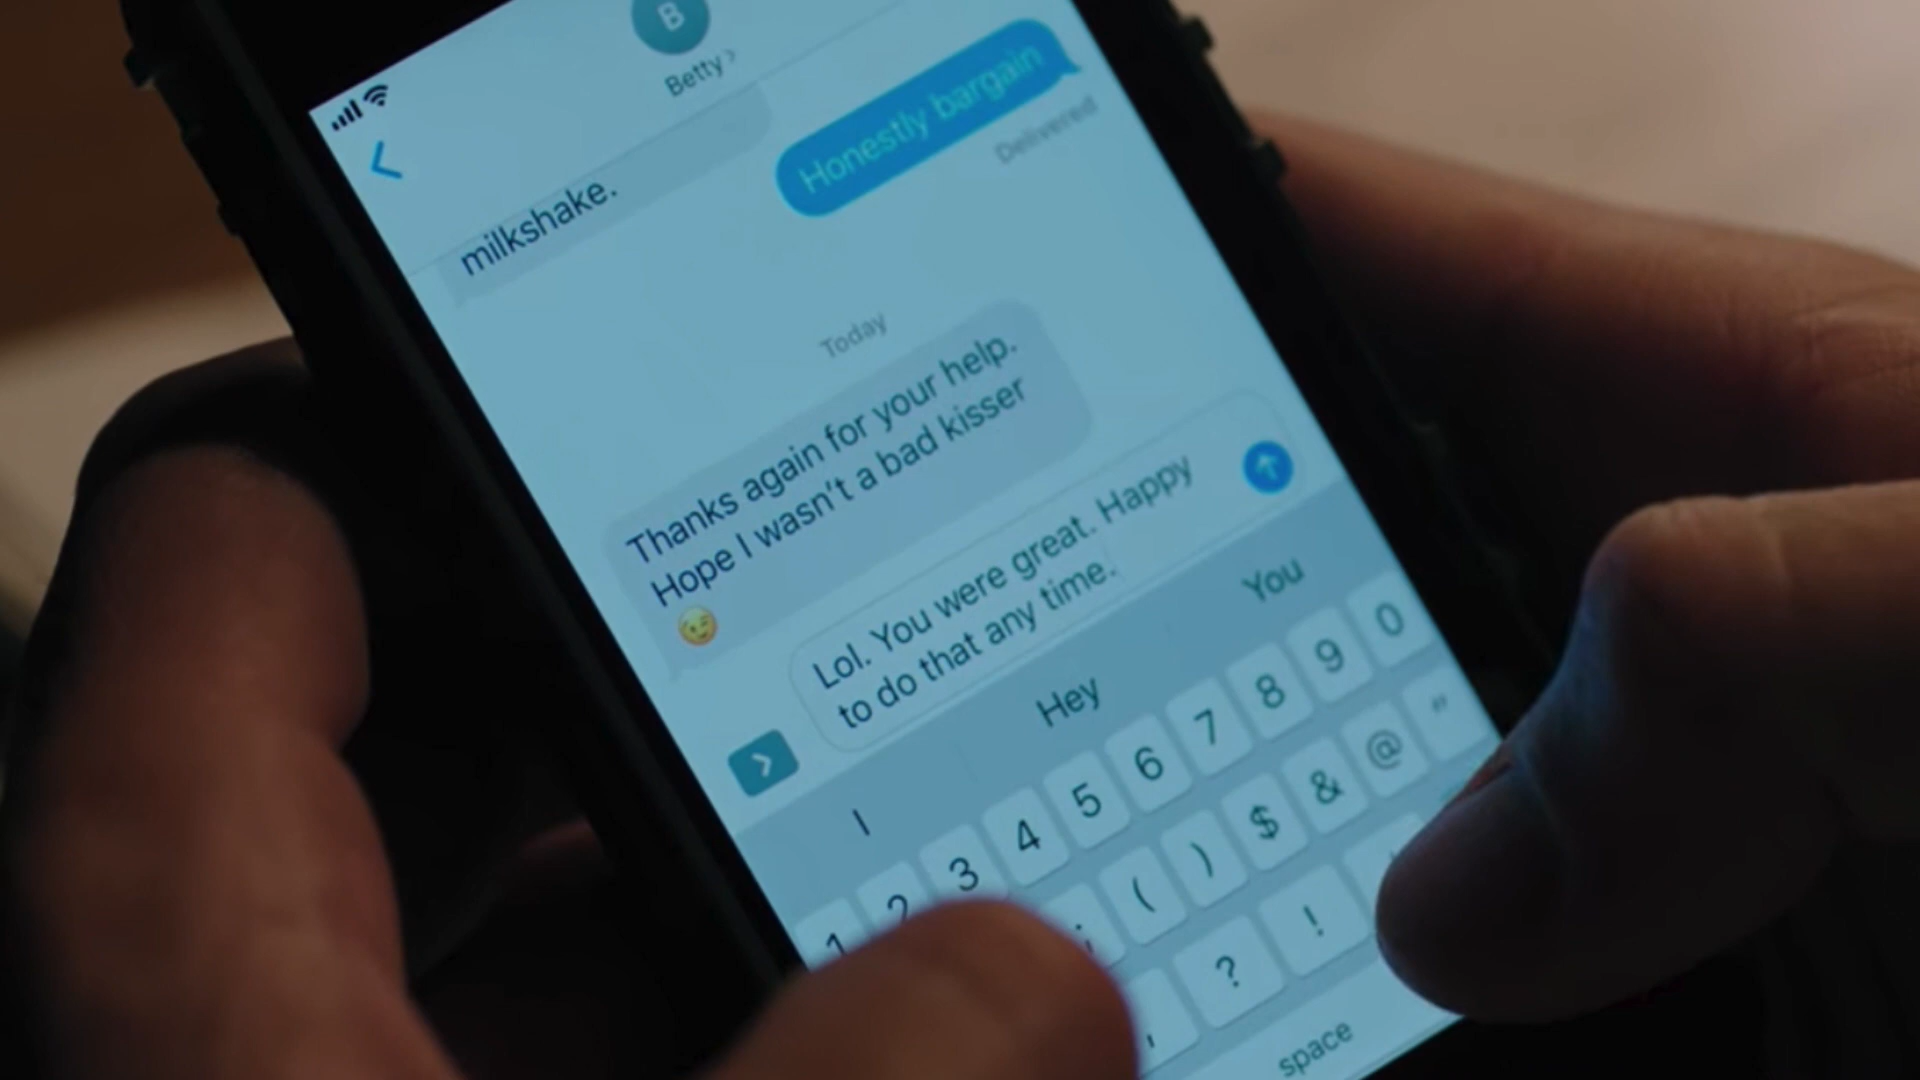 B
Betty
milkshake.
Honestly bargain
Delivered
Today
Thanks again for your help.
Hope I wasn't a bad kisser
😉
Lol. You were great. Happy
to do that any time.
I Hey You
1 2 3 4 5 6 7 8 9 0
; ( ) $ & @ "
, ? !
space